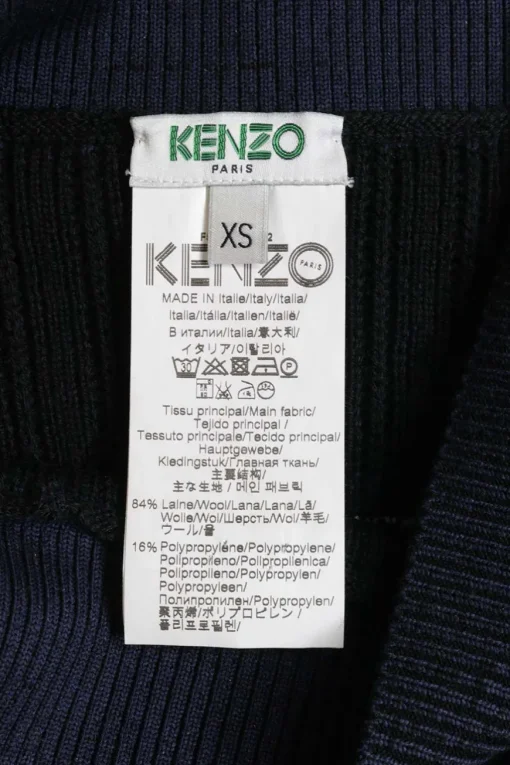 KENZO
PARIS
XS
2
KENZO
PARIS
MADE IN Italie/Italy/Italia/
Italia/Itália/Italien/Italië/
В италии/Italia/意大利/
イタリア/이탈리아
30
Tissu principal/Main fabric/
Tejido principal /
Tessuto principale/Tecido principal/
Hauptgewebe/
Kledingstuk/Главная ткань/
主要结构/
主な生地 / 메인 패브릭
84% Laine/Wool/Lana/Lana/Lã/
Wolle/Wol/Шерсть/Wol/羊毛/
ウール/울
16% Polypropylène/Polypropylene/
Polipropileno/Polipropilenica/
Polipropileno/Polypropylen/
Polypropyleen/
Полипропилен/Polypropylen/
聚丙烯/ポリプロピレン /
폴리프로필렌/